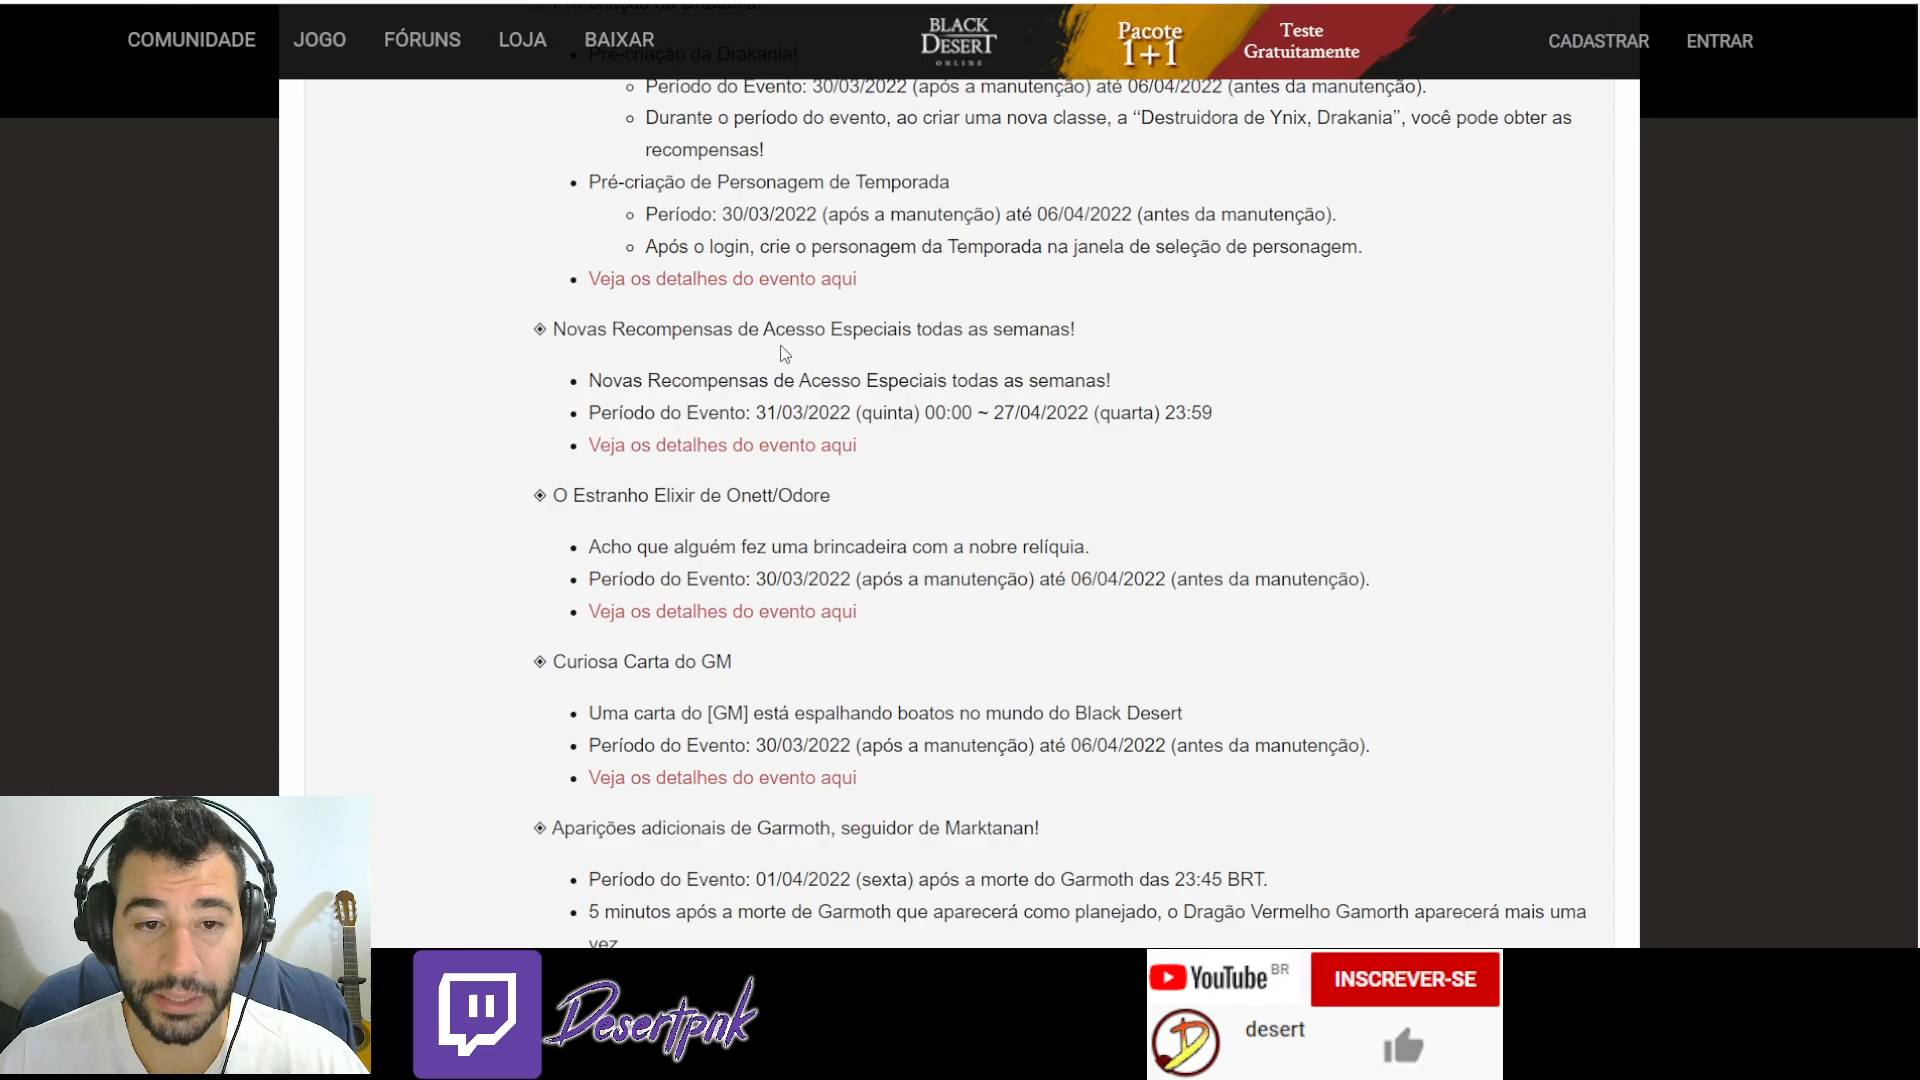 Pré-criação da Drakania!
COMUNIDADE JOGO FÓRUNS LOJA BAIXAR
BLACK DESERT ONLINE
Pacote 1+1
Teste Gratuitamente
CADASTRAR ENTRAR
• Pré-criação da Drakania!
◦ Período do Evento: 30/03/2022 (após a manutenção) até 06/04/2022 (antes da manutenção).
◦ Durante o período do evento, ao criar uma nova classe, a “Destruidora de Ynix, Drakania”, você pode obter as
recompensas!
• Pré-criação de Personagem de Temporada
◦ Período: 30/03/2022 (após a manutenção) até 06/04/2022 (antes da manutenção).
◦ Após o login, crie o personagem da Temporada na janela de seleção de personagem.
• Veja os detalhes do evento aqui
◈ Novas Recompensas de Acesso Especiais todas as semanas!
• Novas Recompensas de Acesso Especiais todas as semanas!
• Período do Evento: 31/03/2022 (quinta) 00:00 ~ 27/04/2022 (quarta) 23:59
• Veja os detalhes do evento aqui
◈ O Estranho Elixir de Onett/Odore
• Acho que alguém fez uma brincadeira com a nobre relíquia.
• Período do Evento: 30/03/2022 (após a manutenção) até 06/04/2022 (antes da manutenção).
• Veja os detalhes do evento aqui
◈ Curiosa Carta do GM
• Uma carta do [GM] está espalhando boatos no mundo do Black Desert
• Período do Evento: 30/03/2022 (após a manutenção) até 06/04/2022 (antes da manutenção).
• Veja os detalhes do evento aqui
◈ Aparições adicionais de Garmoth, seguidor de Marktanan!
• Período do Evento: 01/04/2022 (sexta) após a morte do Garmoth das 23:45 BRT.
• 5 minutos após a morte de Garmoth que aparecerá como planejado, o Dragão Vermelho Gamorth aparecerá mais uma
vez
Desertpnk
YouTube BR
INSCREVER-SE
D
desert